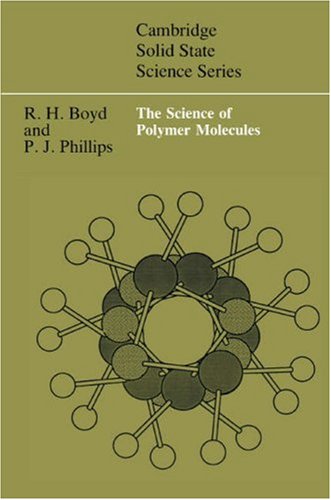 Cambridge
Solid State
Science Series
R. H. Boyd
and
P. J. Phillips
The Science of
Polymer Molecules